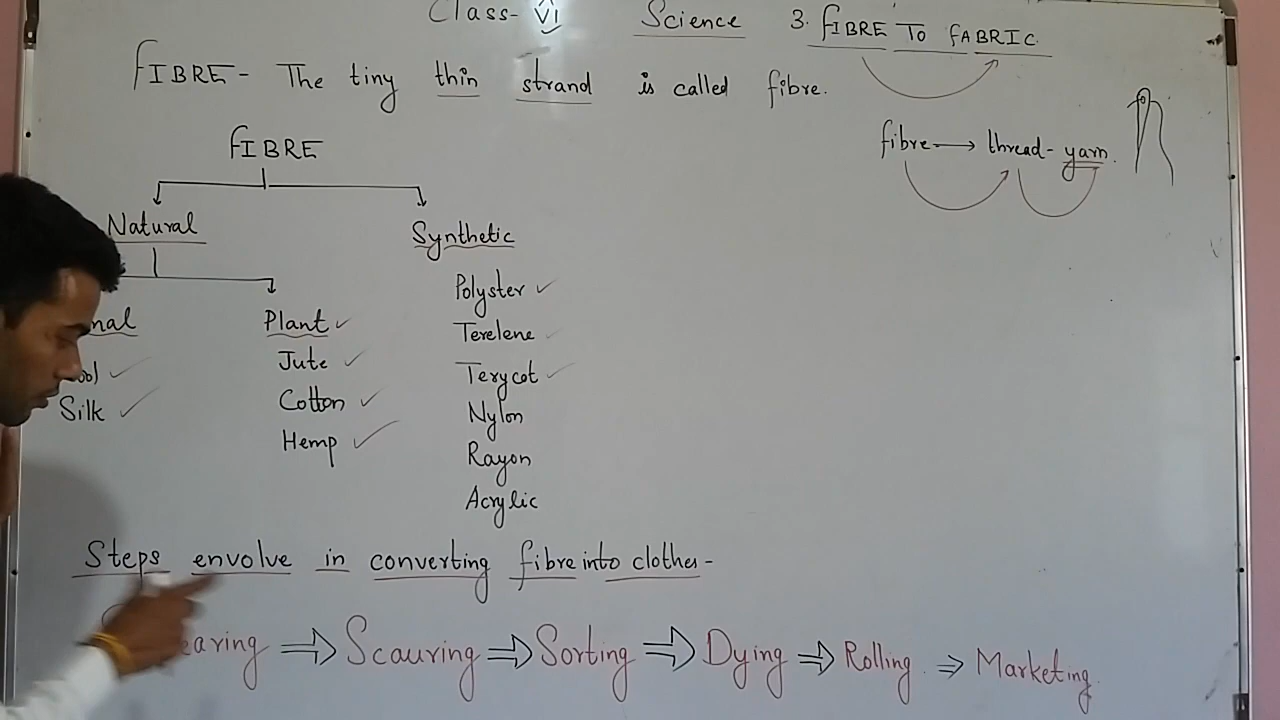 Class- VI Science 3. FIBRE TO FABRIC
FIBRE - The tiny thin strand is called fibre.
fibre → thread - yarn.
FIBRE
Natural Synthetic
Plant ✓
Jute ✓
Cotton ✓
Hemp ✓
Silk ✓
Polyster ✓
Terelene ✓
Terycot ✓
Nylon
Rayon
Acrylic
Steps envolve in converting fibre into clothes -
⇒ Scauring ⇒ Sorting ⇒ Dying ⇒ Rolling ⇒ Marketing.